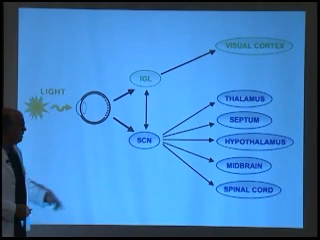 VISUAL CORTEX
IGL
LIGHT
THALAMUS
SEPTUM
SCN
HYPOTHALAMUS
MIDBRAIN
SPINAL CORD